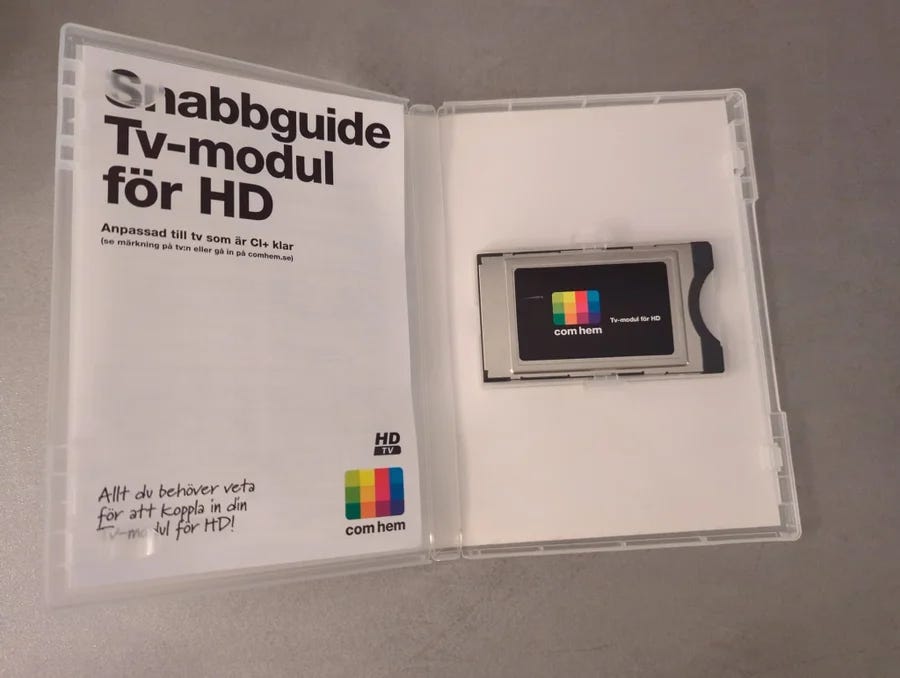 Snabbguide
Tv-modul
för HD
Anpassad till tv som är CI+ klar
(se märkning på tv:n eller gå in på comhem.se)
HD
TV
Allt du behöver veta
för att koppla in din
Tv-modul för HD!
com hem
com hem
Tv-modul för HD